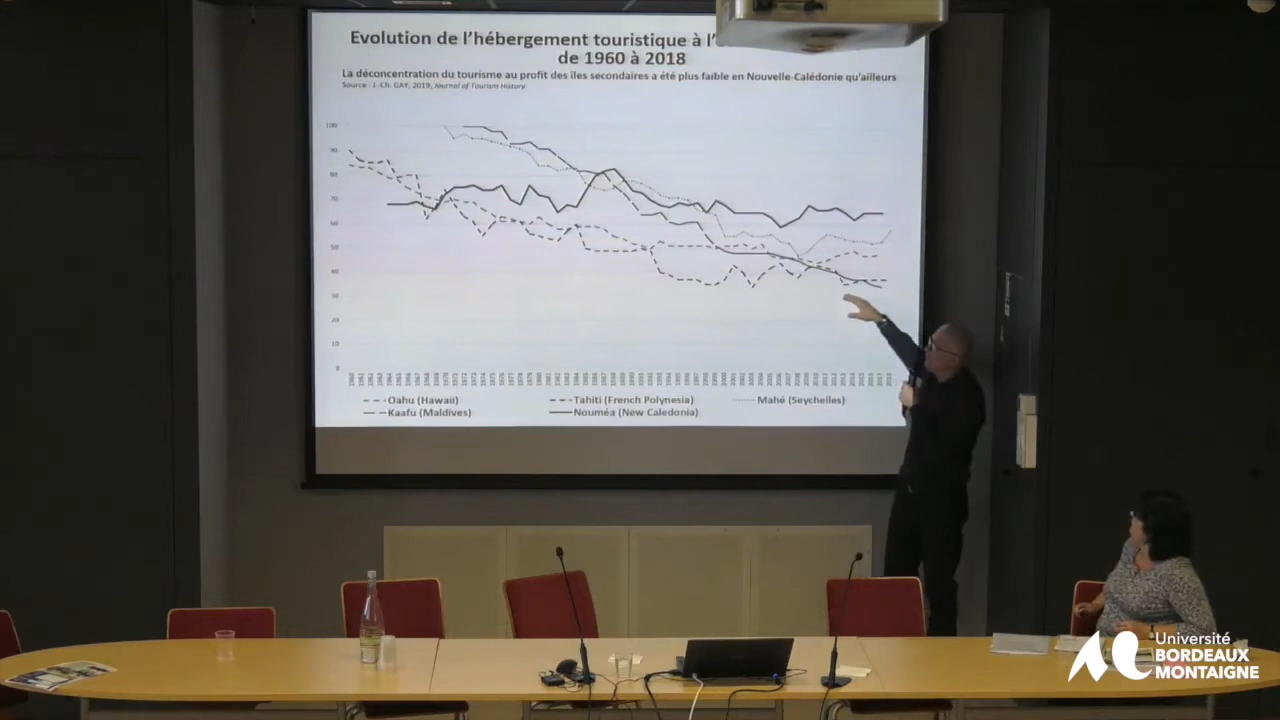 Evolution de l'hébergement touristique à l'
de 1960 à 2018
La déconcentration du tourisme au profit des îles secondaires a été plus faible en Nouvelle-Calédonie qu'ailleurs
Source : J.-Ch. GAY, 2019, Journal of Tourism History
100
90
80
70
60
50
40
30
20
10
0
Oahu (Hawaii) Tahiti (French Polynesia) Mahé (Seychelles)
Kaafu (Maldives) Nouméa (New Caledonia)
Université
BORDEAUX
MONTAIGNE